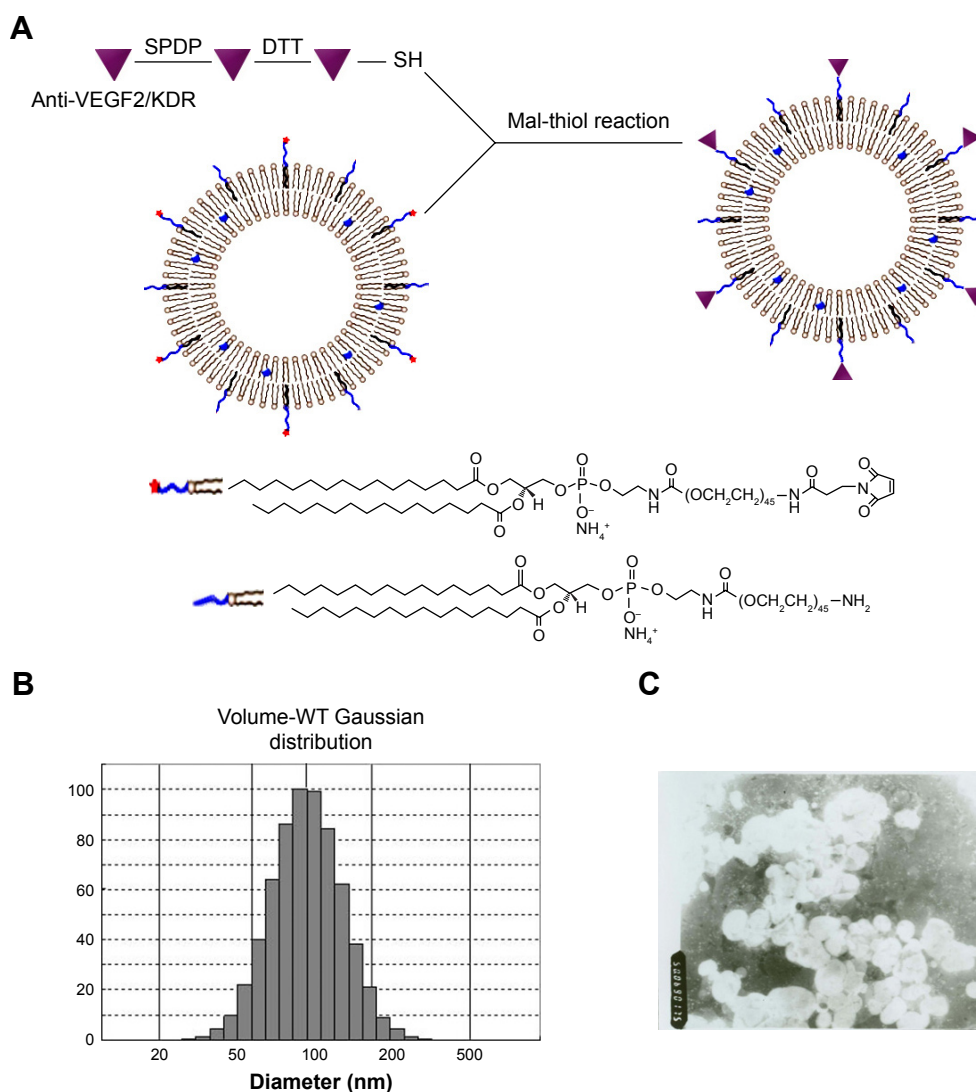 A
SPDP
DTT
SH
Anti-VEGF2/KDR
Mal-thiol reaction
O
O
O
O
O
P
O
O
H
O⁻
NH₄⁺
N
H
O
(OCH₂CH₂)₄₅
N
H
O
N
O
O
O
O
O
O
O
P
O
H
O⁻
NH₄⁺
O
NH
O
(OCH₂CH₂)₄₅
NH₂
B
Volume-WT Gaussian
distribution
100
80
60
40
20
0
20
50
100
200
500
Diameter (nm)
C